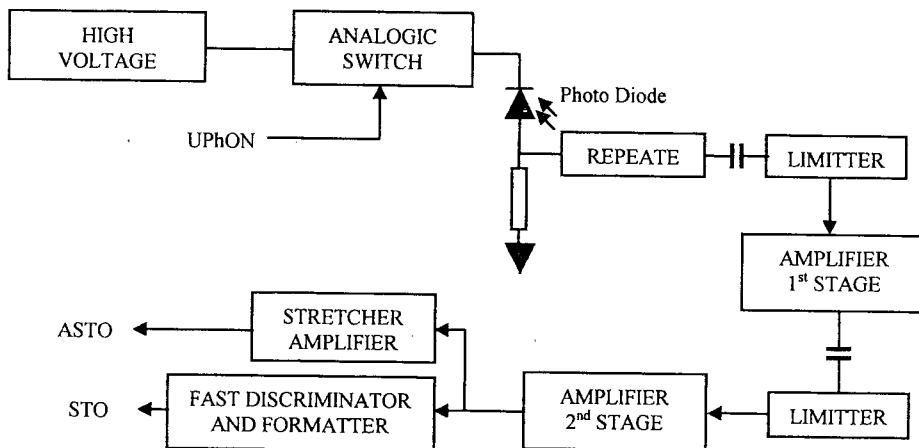 HIGH
VOLTAGE
ANALOGIC
SWITCH
UPhON
Photo Diode
REPEATE
LIMITTER
AMPLIFIER
1st STAGE
STRETCHER
AMPLIFIER
ASTO
FAST DISCRIMINATOR
AND FORMATTER
STO
AMPLIFIER
2nd STAGE
LIMITTER